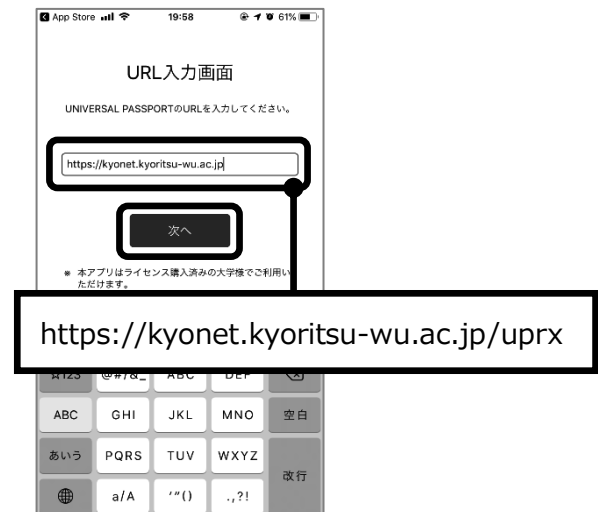 App Store 19:58 61%
URL入力画面
UNIVERSAL PASSPORTのURLを入力してください。
https://kyonet.kyoritsu-wu.ac.jp
次へ
※ 本アプリはライセンス購入済みの大学様でご利用い
ただけます。
https://kyonet.kyoritsu-wu.ac.jp/uprx
☆123 @#/&_ ABC DEF
ABC GHI JKL MNO 空白
あいう PQRS TUV WXYZ
改行
a/A '"() .,?!